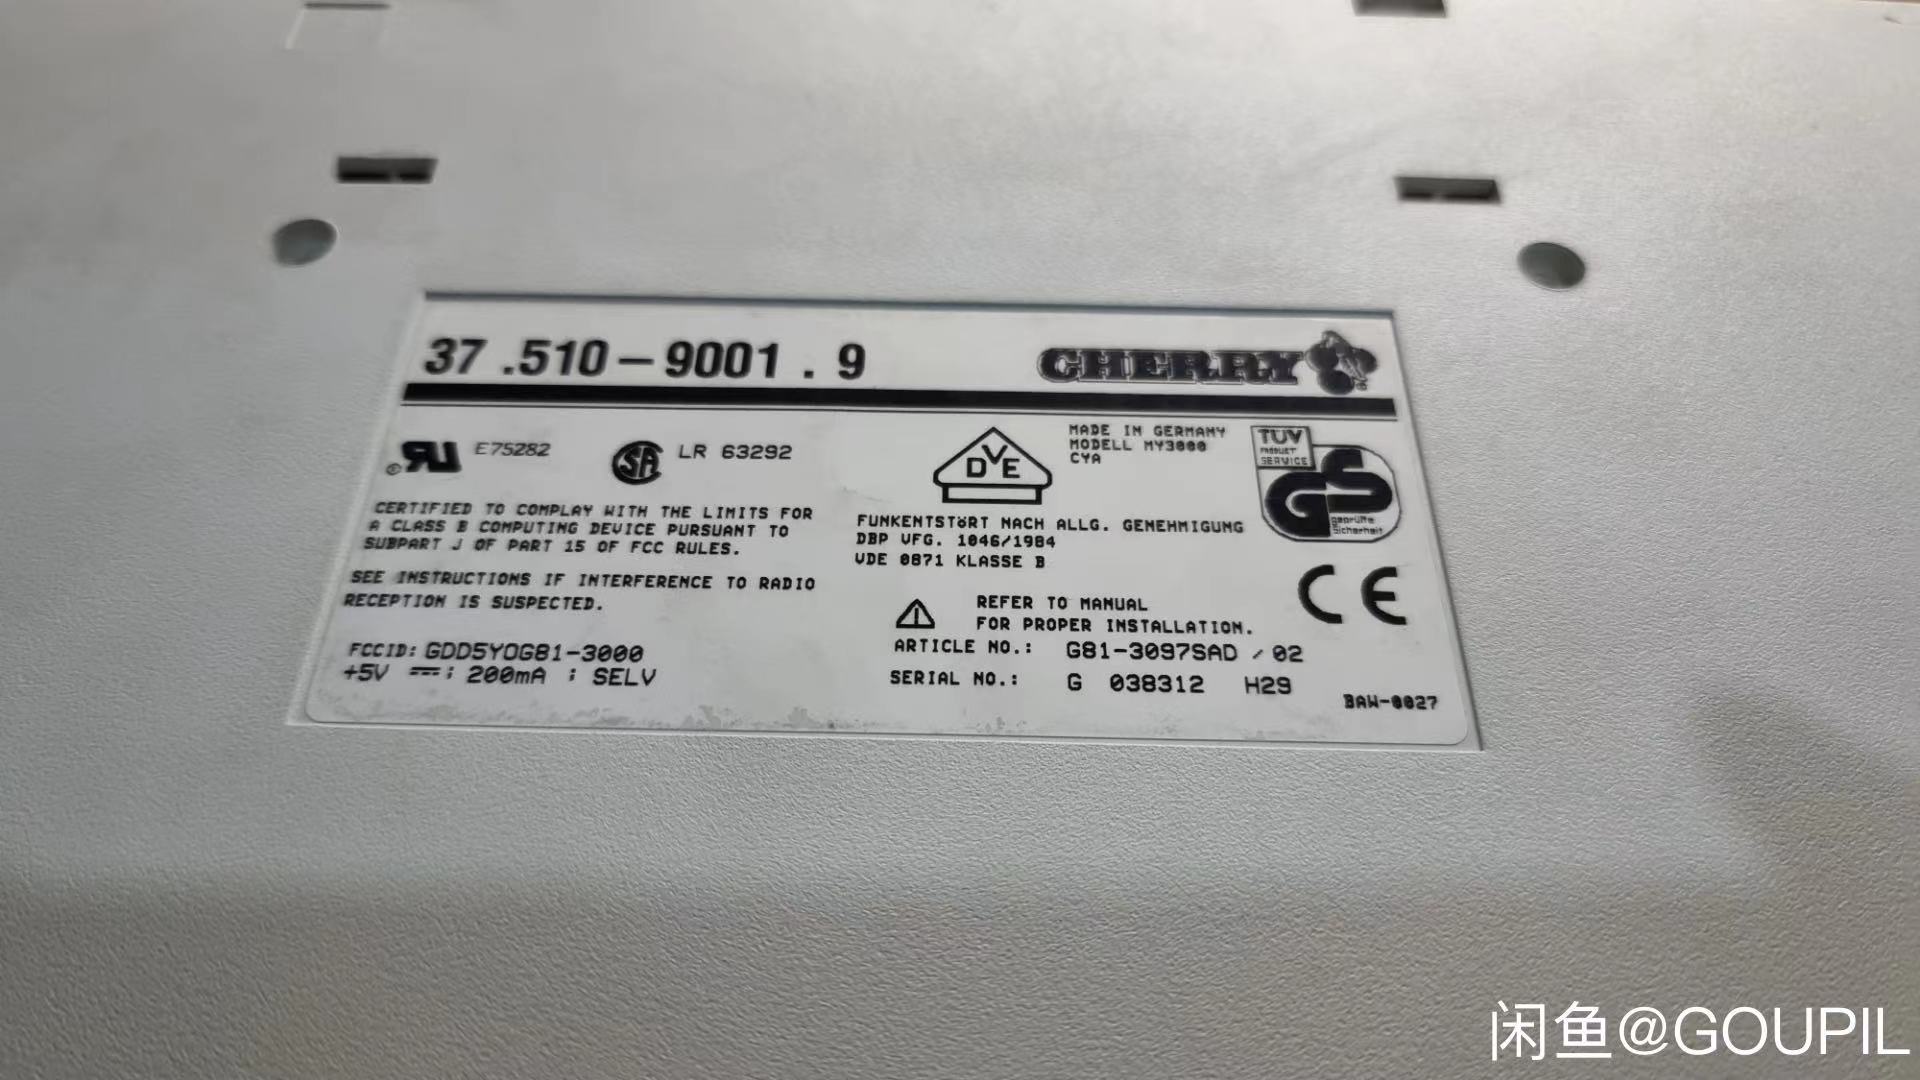 37 .510-9001 . 9
CHERRY
E75282
LR 63292
DVE
MADE IN GERMANY
MODELL MY3000
CYA
TÜV
PRODUCT
SERVICE
GS
geprüfte
Sicherheit
CERTIFIED TO COMPLAY WITH THE LIMITS FOR
A CLASS B COMPUTING DEVICE PURSUANT TO
SUBPART J OF PART 15 OF FCC RULES.
SEE INSTRUCTIONS IF INTERFERENCE TO RADIO
RECEPTION IS SUSPECTED.
FUNKENTSTöRT NACH ALLG. GENEHMIGUNG
DBP VFG. 1046/1984
VDE 0871 KLASSE B
CE
REFER TO MANUAL
FOR PROPER INSTALLATION.
FCCID: GDD5YOG81-3000
+5V ⎓; 200mA ; SELV
ARTICLE NO.: G81-3097SAD / 02
SERIAL NO.: G 038312 H29
BAW-0027
闲鱼@GOUPIL